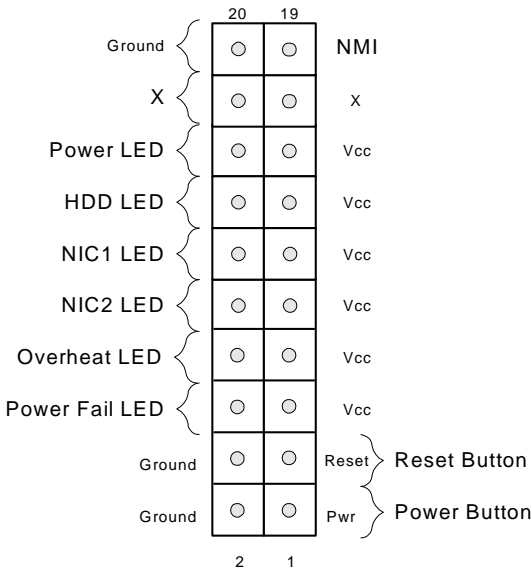 20 19
Ground NMI
X X
Power LED Vcc
HDD LED Vcc
NIC1 LED Vcc
NIC2 LED Vcc
Overheat LED Vcc
Power Fail LED Vcc
Ground Reset Reset Button
Ground Pwr Power Button
2 1